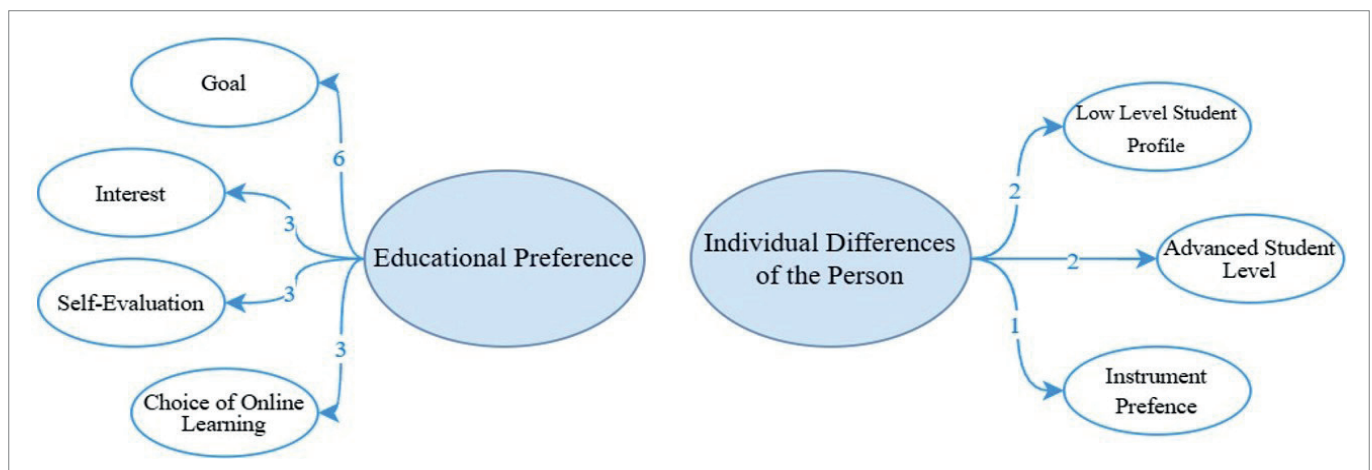 Goal
6
Interest
3
Educational Preference
Self-Evaluation
3
3
Choice of Online
Learning
Low Level Student
Profile
2
Individual Differences
of the Person
2
Advanced Student
Level
1
Instrument
Prefence